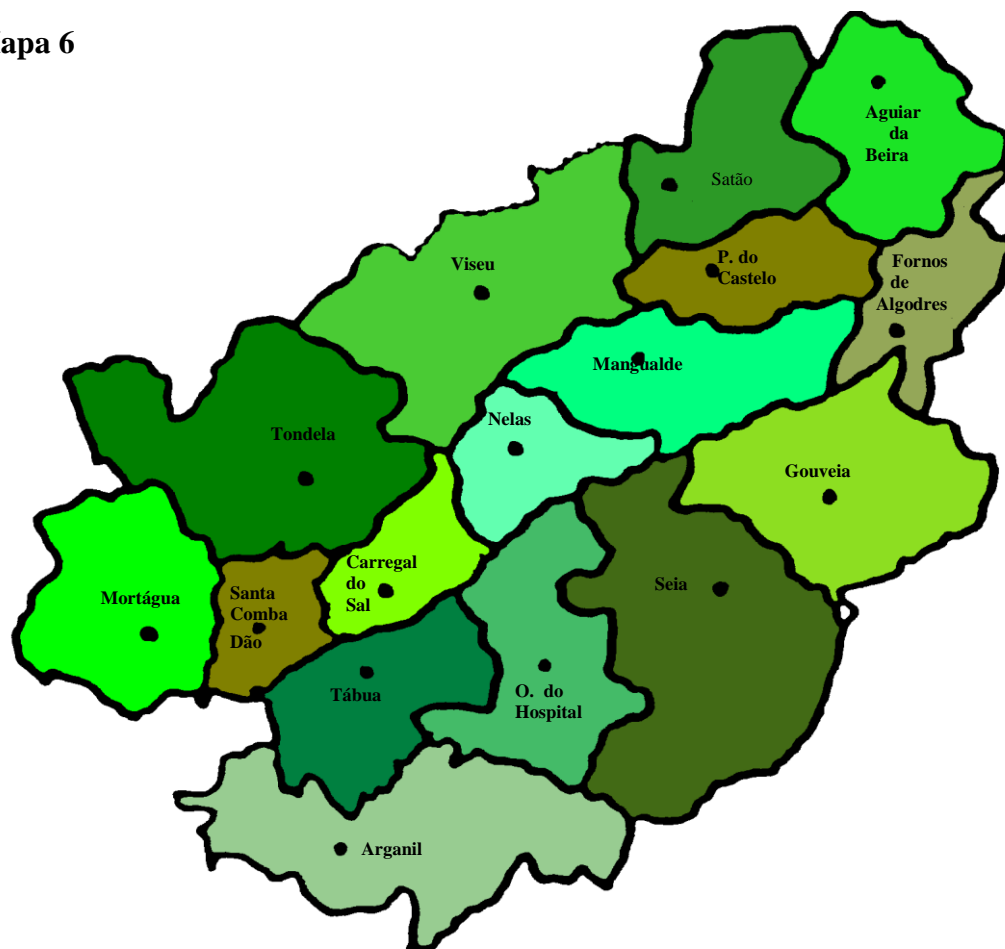 apa 6
Aguiar
da
Beira
Satão
P. do
Castelo
Viseu
Fornos
de
Algodres
Mangualde
Nelas
Tondela
Gouveia
Carregal
do
Sal
Seia
Santa
Comba
Dão
Mortágua
Tábua
O. do
Hospital
Arganil